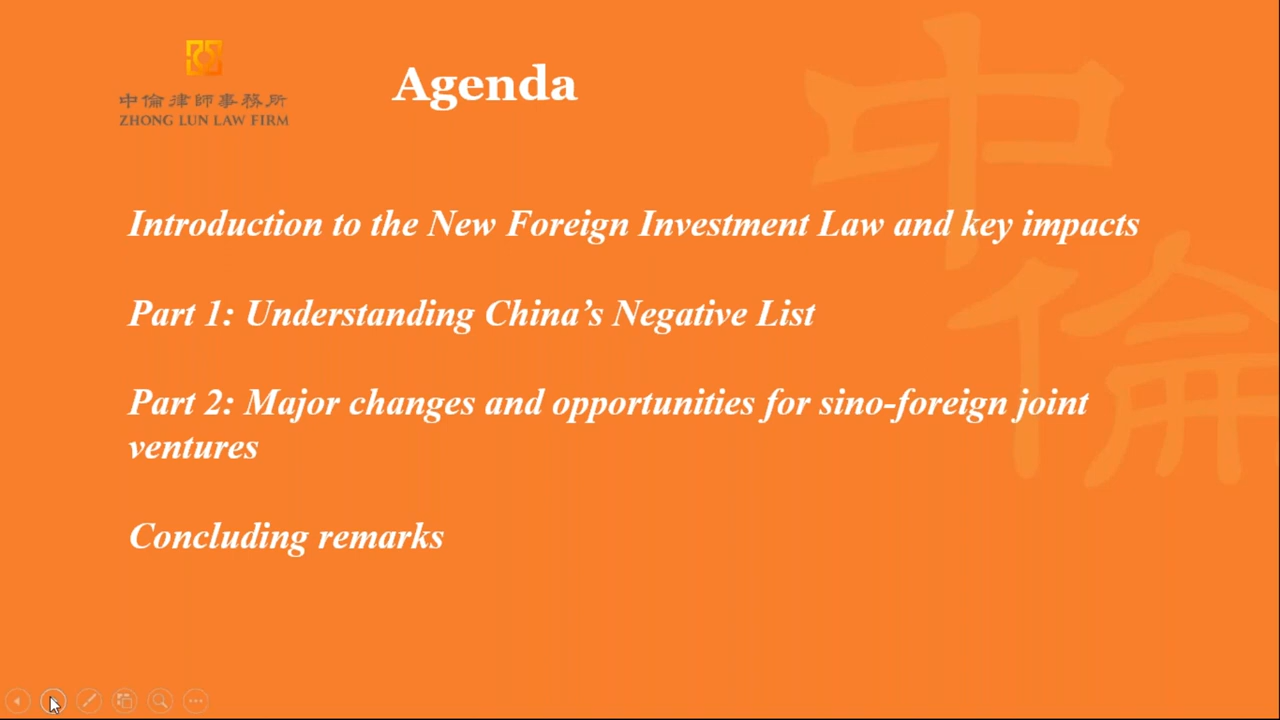 中倫律師事務所
ZHONG LUN LAW FIRM
Agenda
中
倫
Introduction to the New Foreign Investment Law and key impacts
Part 1: Understanding China’s Negative List
Part 2: Major changes and opportunities for sino-foreign joint
ventures
Concluding remarks